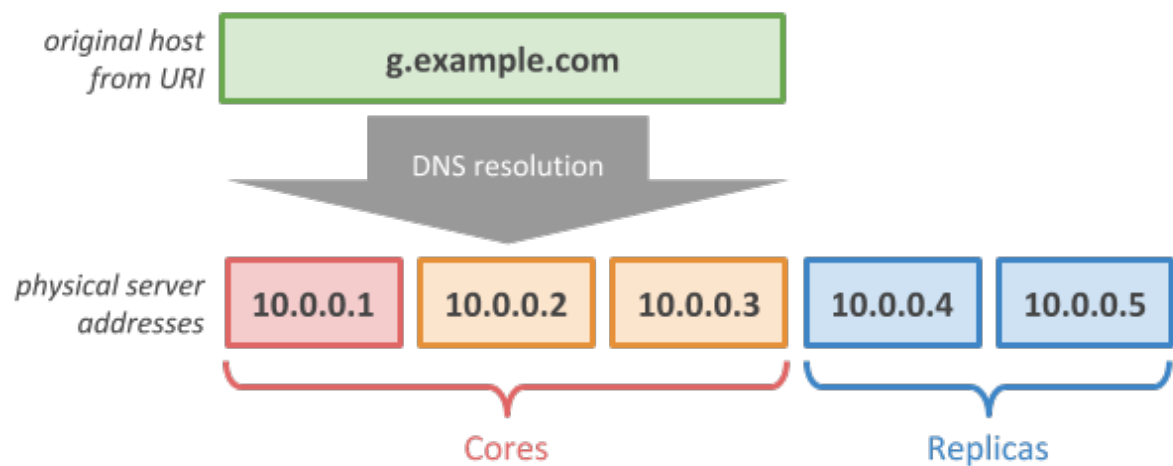 original host
from URI
g.example.com
DNS resolution
physical server
addresses
10.0.0.1
10.0.0.2
10.0.0.3
10.0.0.4
10.0.0.5
Cores
Replicas